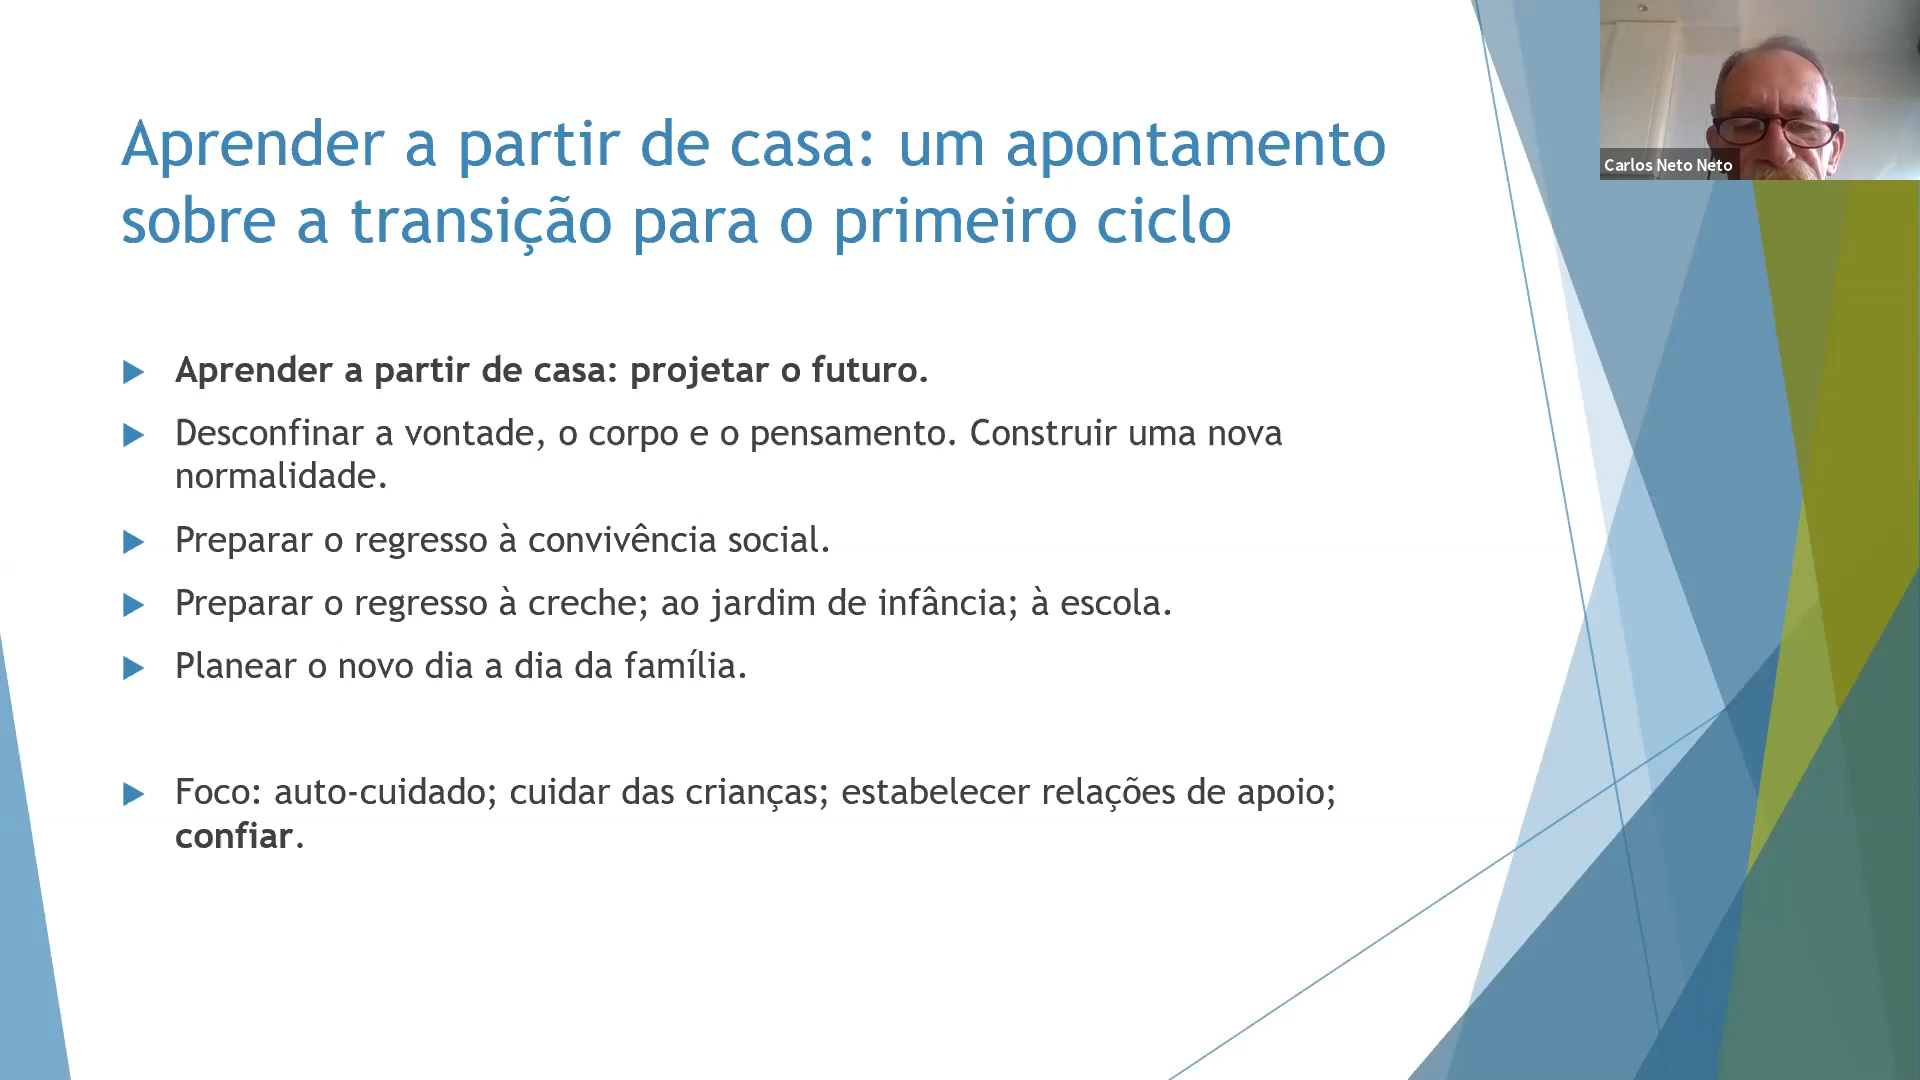 Aprender a partir de casa: um apontamento
sobre a transição para o primeiro ciclo
Carlos Neto Neto
Aprender a partir de casa: projetar o futuro.
Desconfinar a vontade, o corpo e o pensamento. Construir uma nova
normalidade.
Preparar o regresso à convivência social.
Preparar o regresso à creche; ao jardim de infância; à escola.
Planear o novo dia a dia da família.
Foco: auto-cuidado; cuidar das crianças; estabelecer relações de apoio;
confiar.